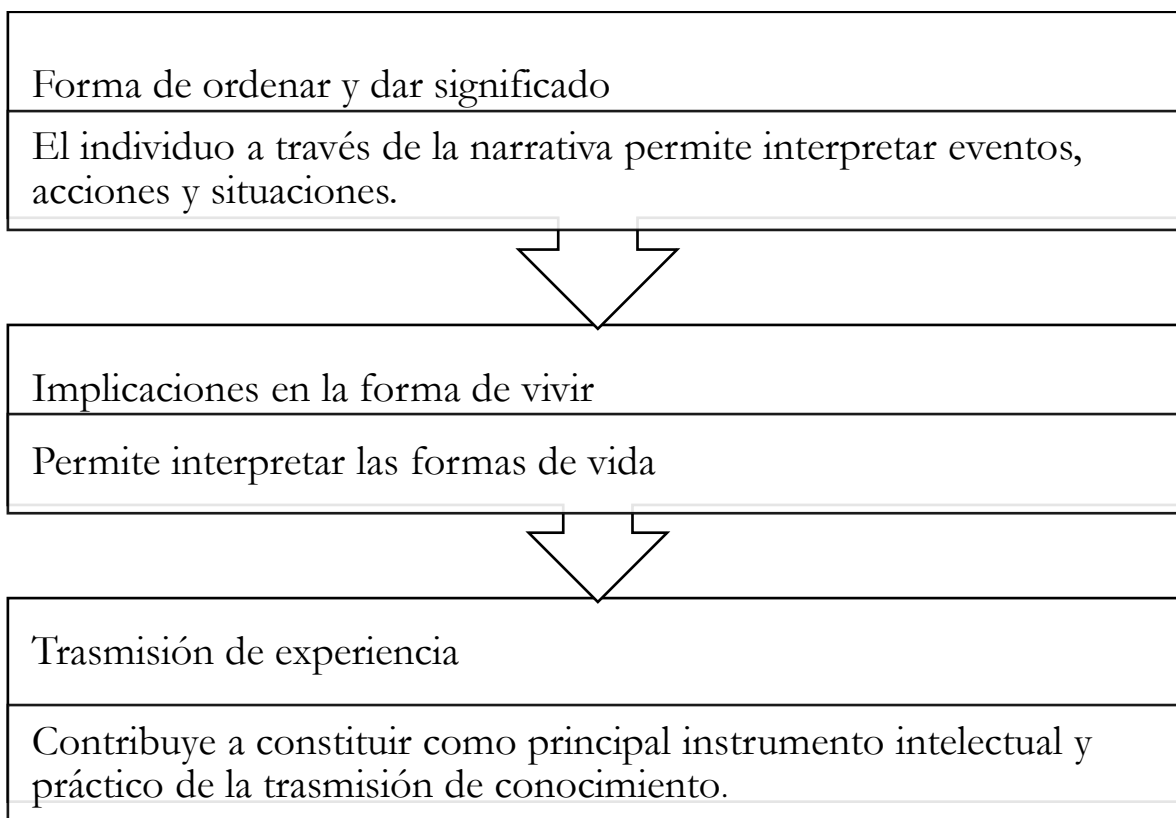 Forma de ordenar y dar significado
El individuo a través de la narrativa permite interpretar eventos,
acciones y situaciones.
Implicaciones en la forma de vivir
Permite interpretar las formas de vida
Trasmisión de experiencia
Contribuye a constituir como principal instrumento intelectual y
práctico de la trasmisión de conocimiento.